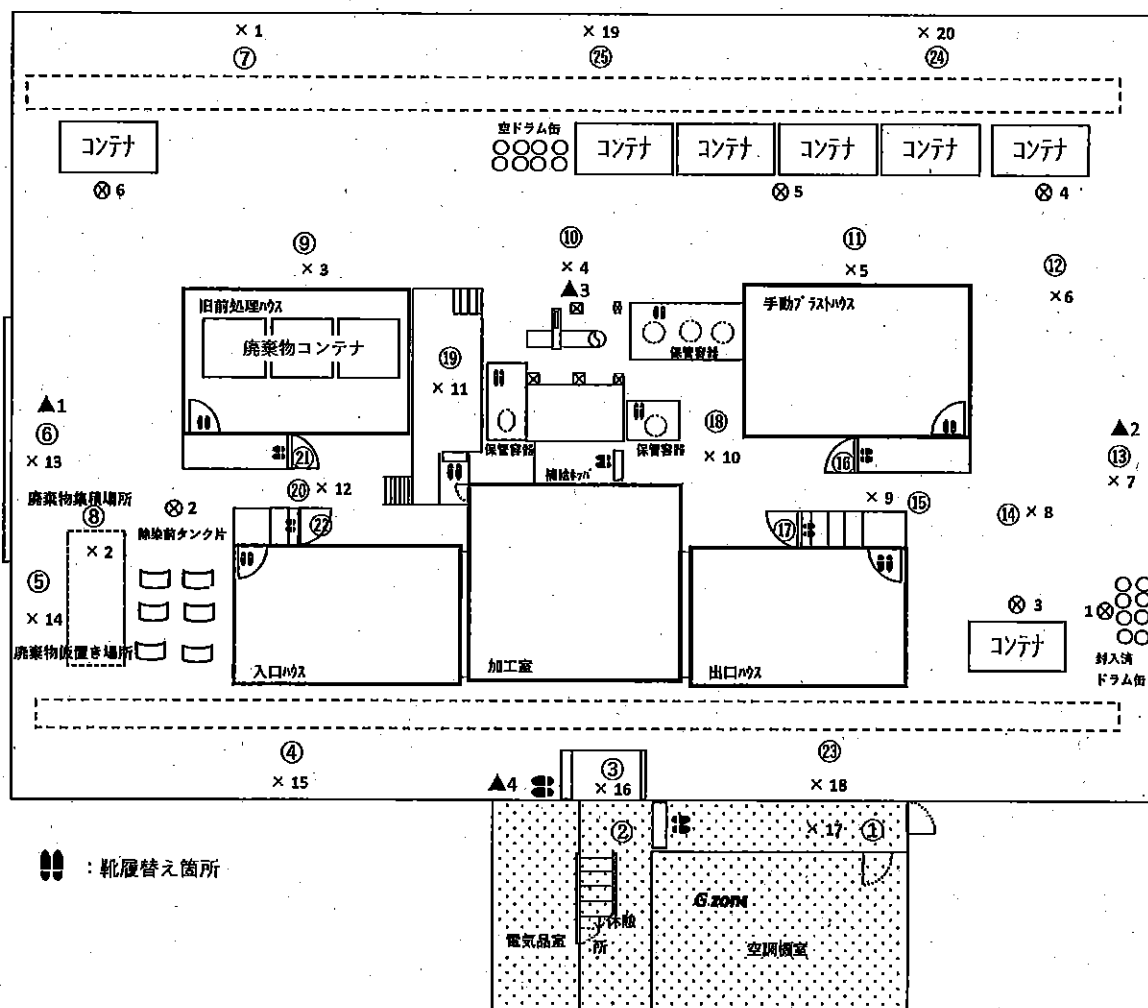 × 1
× 19
× 20
⑦
㉕
㉔
コンテナ
空ドラム缶
コンテナ
コンテナ
コンテナ
コンテナ
コンテナ
⊗ 6
⊗ 5
⊗ 4
⑨
⑩
⑪
⑫
× 3
× 4
× 5
× 6
▲3
旧前処理ハウス
手動ブラストハウス
廃棄物コンテナ
保管容器
⑲
× 11
▲1
⑥
× 13
⑱
× 10
▲2
⑬
× 7
保管容器
保管容器
㉑
⑯
⑳
× 12
× 9
⑮
⑭
× 8
廃棄物集積場所
⊗ 2
⑧
除染前タンク片
㉒
⑰
× 2
⑤
× 14
⊗ 3
1 ⊗
コンテナ
廃棄物仮置き場所
入口ハウス
加工室
出口ハウス
封入済
ドラム缶
④
× 15
▲4
③
× 16
㉓
× 18
②
× 17
①
:靴履替え箇所
G zone
電気品室
休憩
所
空調機室